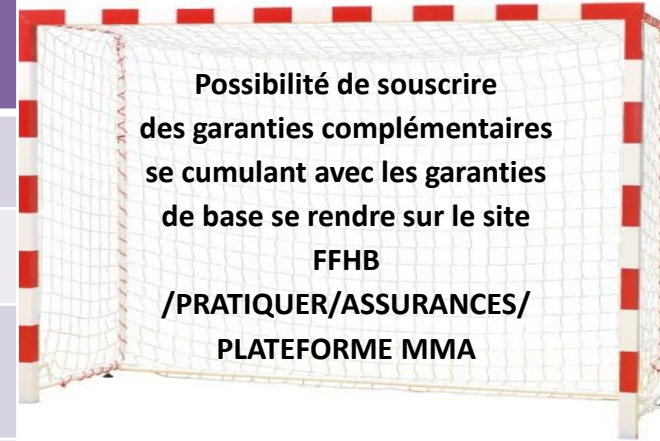 Possibilité de souscrire
des garanties complémentaires
se cumulant avec les garanties
de base se rendre sur le site
FFHB
/PRATIQUER/ASSURANCES/
PLATEFORME MMA